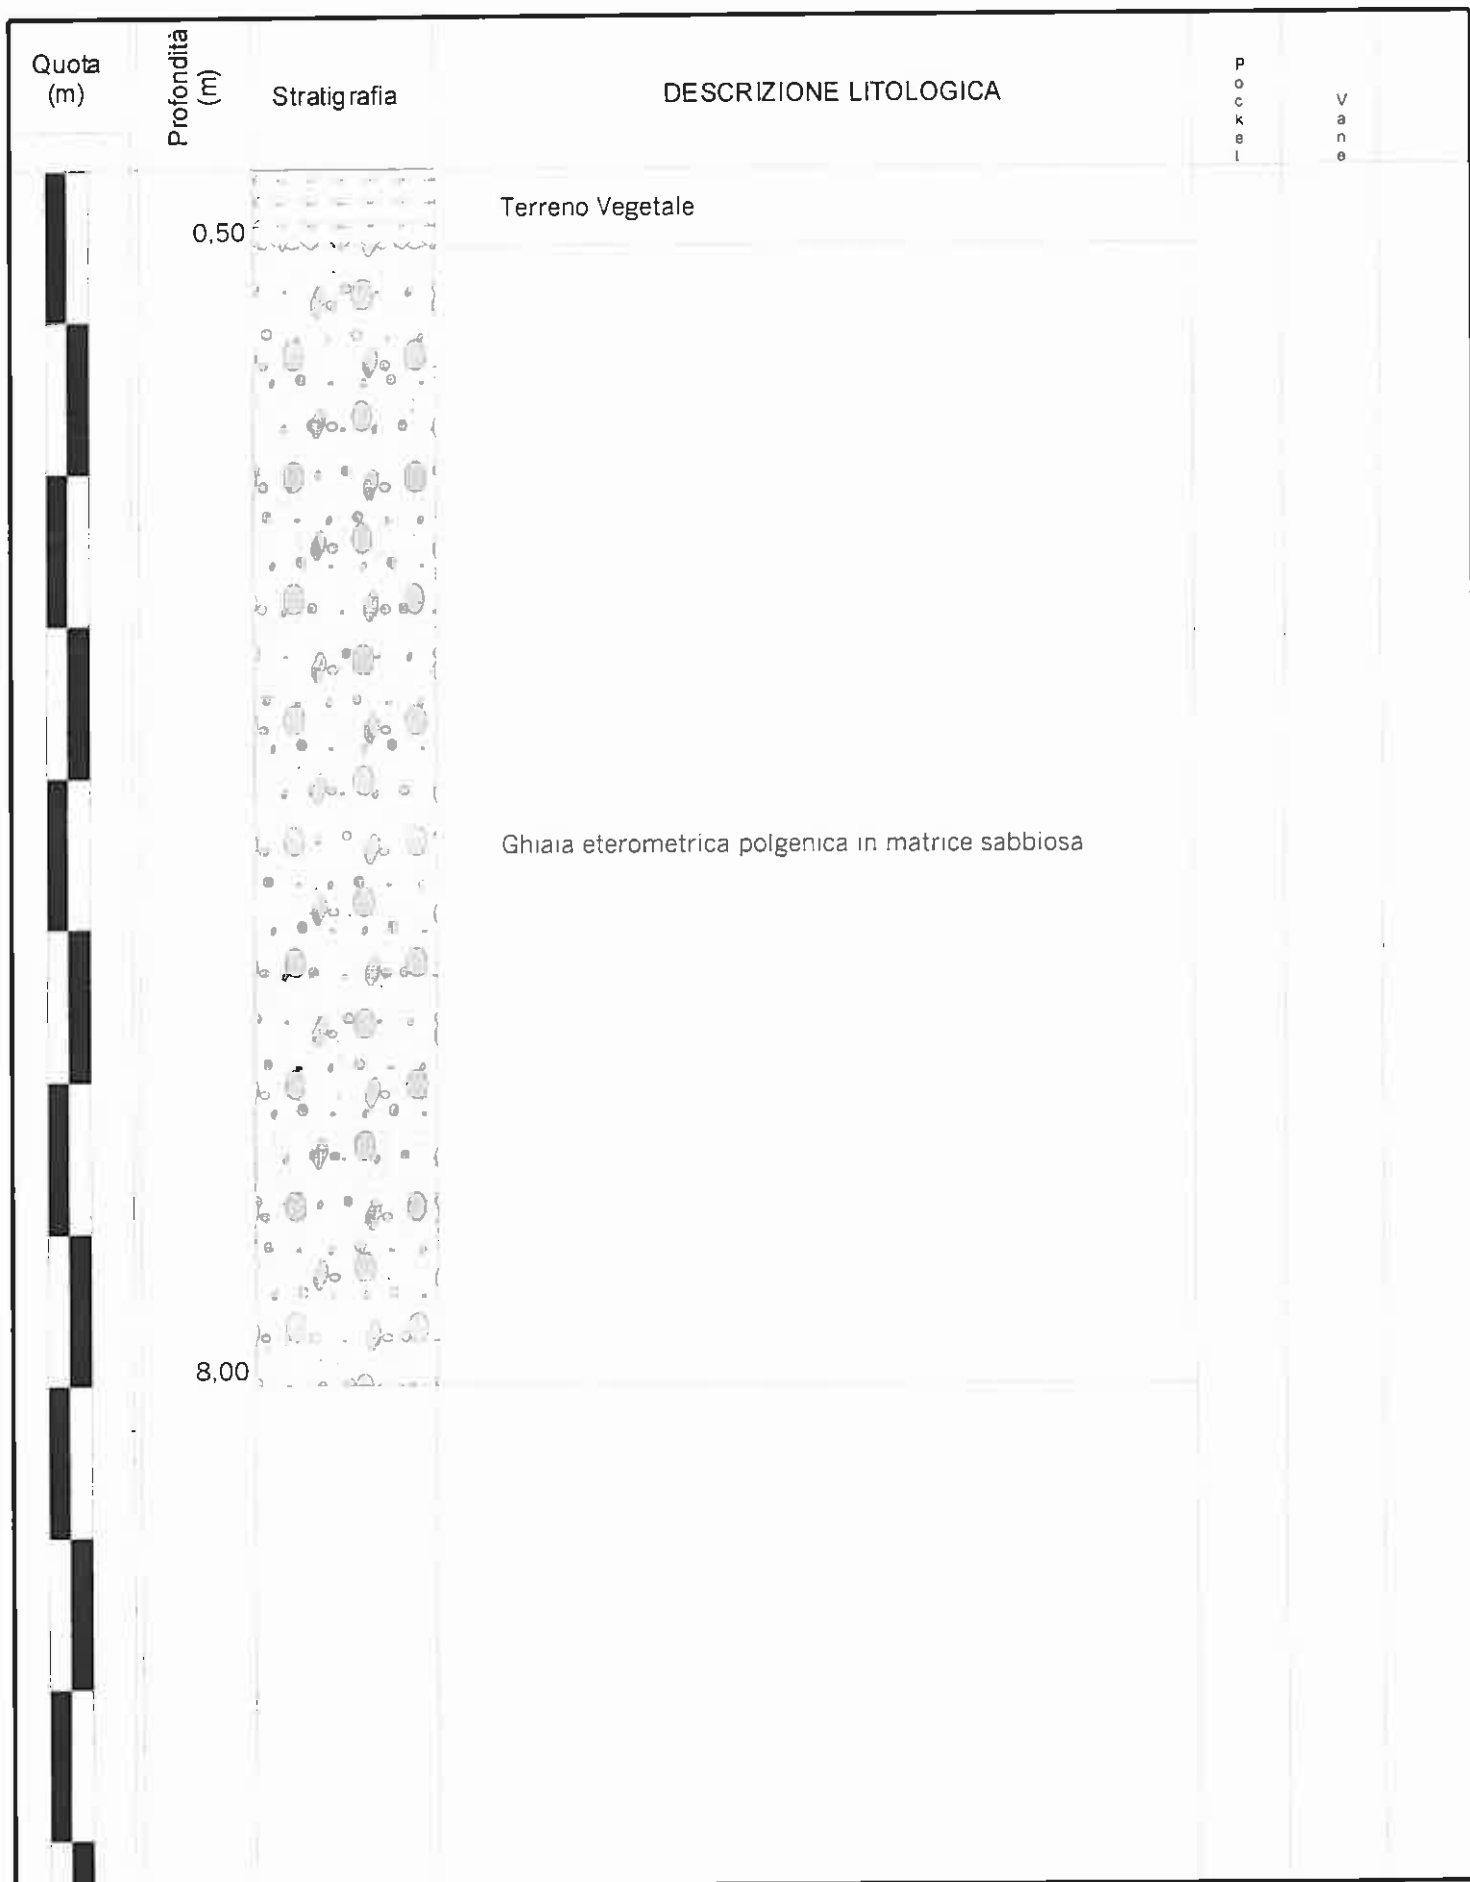 Quota
(m)
Profondità
(m)
Stratigrafia
DESCRIZIONE LITOLOGICA
Pocket
Vane
Terreno Vegetale
0,50
Ghiaia eterometrica polgenica in matrice sabbiosa
8,00